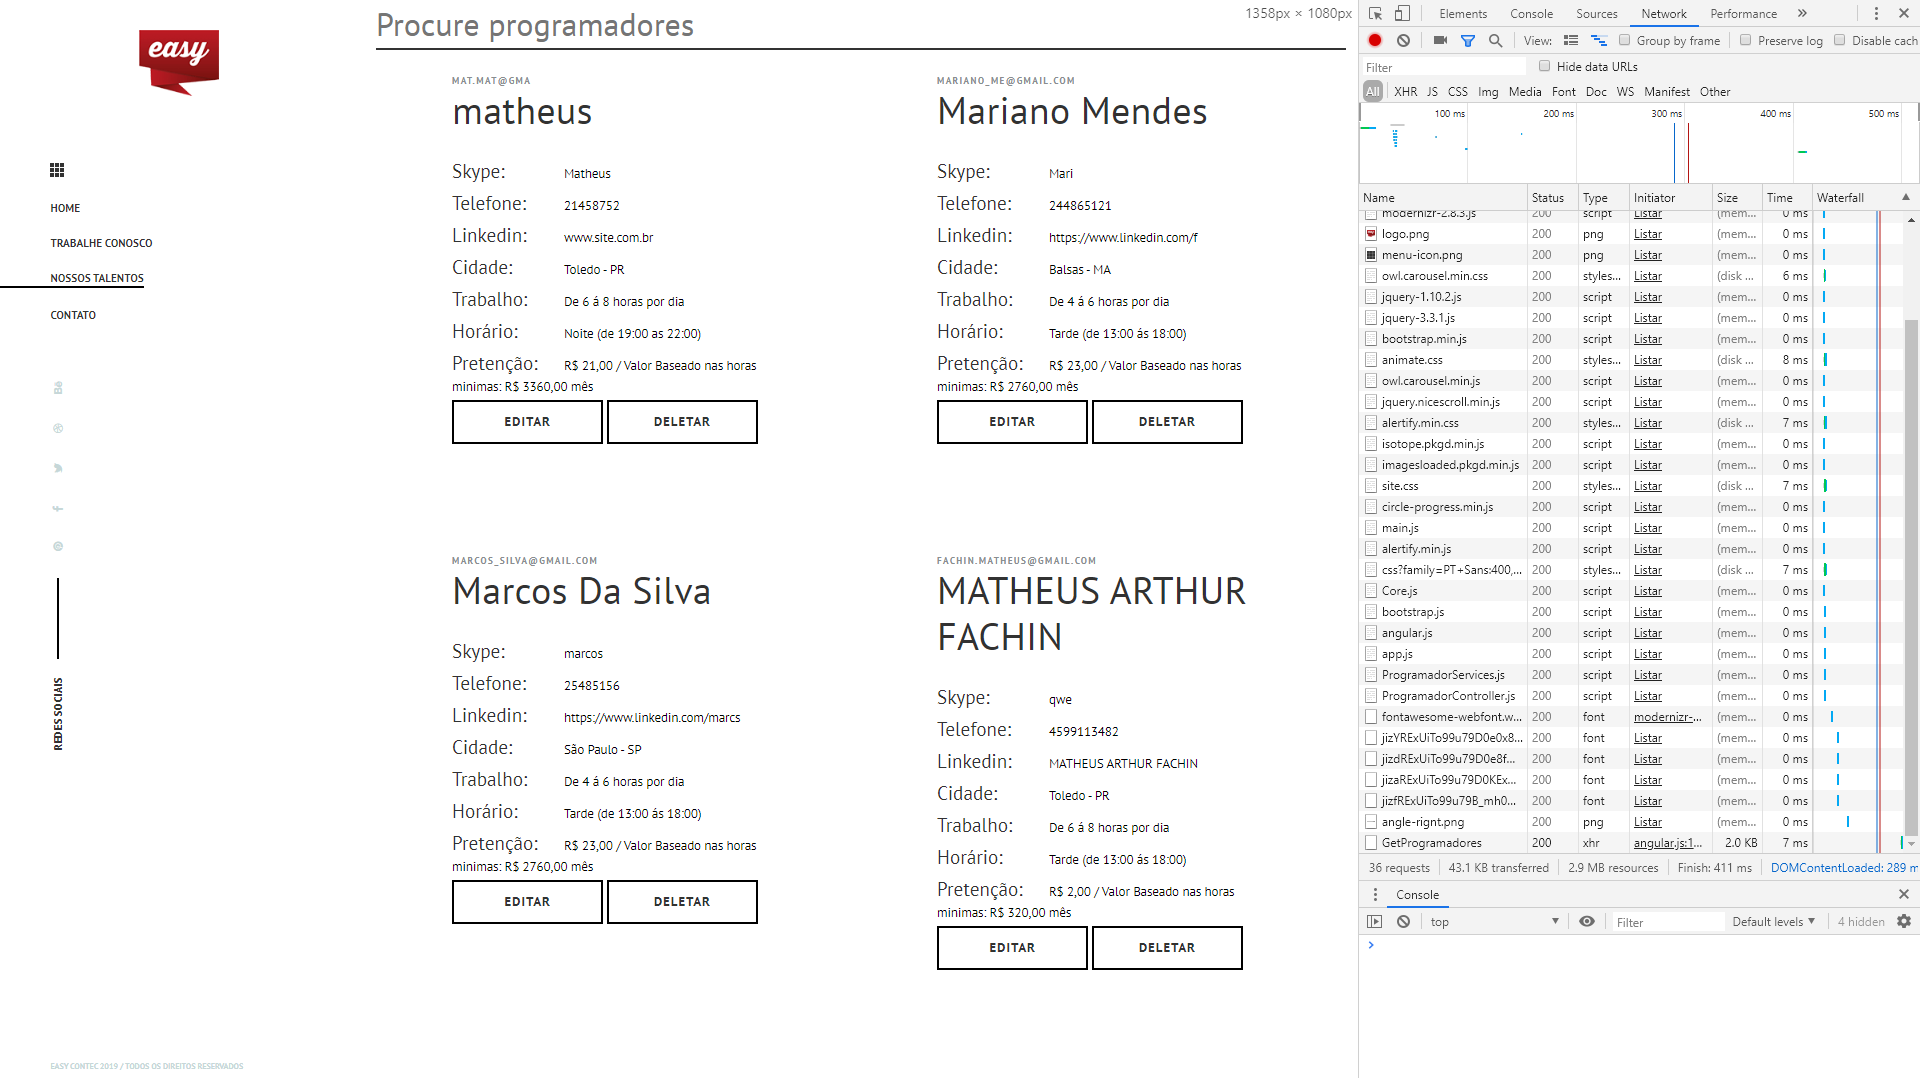 easy
HOME
TRABALHE CONOSCO
NOSSOS TALENTOS
CONTATO
REDES SOCIAIS
EASY CONTEC 2019 / TODOS OS DIREITOS RESERVADOS
Procure programadores
1358px × 1080px
MAT.MAT@GMA
matheus
Skype: Matheus
Telefone: 21458752
Linkedin: www.site.com.br
Cidade: Toledo - PR
Trabalho: De 6 á 8 horas por dia
Horário: Noite (de 19:00 as 22:00)
Pretenção: R$ 21,00 / Valor Baseado nas horas
minimas: R$ 3360,00 mês
EDITAR DELETAR
MARIANO_ME@GMAIL.COM
Mariano Mendes
Skype: Mari
Telefone: 244865121
Linkedin: https://www.linkedin.com/f
Cidade: Balsas - MA
Trabalho: De 4 á 6 horas por dia
Horário: Tarde (de 13:00 ás 18:00)
Pretenção: R$ 23,00 / Valor Baseado nas horas
minimas: R$ 2760,00 mês
EDITAR DELETAR
MARCOS_SILVA@GMAIL.COM
Marcos Da Silva
Skype: marcos
Telefone: 25485156
Linkedin: https://www.linkedin.com/marcs
Cidade: São Paulo - SP
Trabalho: De 4 á 6 horas por dia
Horário: Tarde (de 13:00 ás 18:00)
Pretenção: R$ 23,00 / Valor Baseado nas horas
minimas: R$ 2760,00 mês
EDITAR DELETAR
FACHIN.MATHEUS@GMAIL.COM
MATHEUS ARTHUR
FACHIN
Skype: qwe
Telefone: 4599113482
Linkedin: MATHEUS ARTHUR FACHIN
Cidade: Toledo - PR
Trabalho: De 6 á 8 horas por dia
Horário: Tarde (de 13:00 ás 18:00)
Pretenção: R$ 2,00 / Valor Baseado nas horas
minimas: R$ 320,00 mês
EDITAR DELETAR
Elements Console Sources Network Performance »
View: Group by frame Preserve log Disable cach
Filter Hide data URLs
All XHR JS CSS Img Media Font Doc WS Manifest Other
100 ms 200 ms 300 ms 400 ms 500 ms
Name Status Type Initiator Size Time Waterfall
modernizr-2.8.3.js 200 script Listar (mem... 0 ms
logo.png 200 png Listar (mem... 0 ms
menu-icon.png 200 png Listar (mem... 0 ms
owl.carousel.min.css 200 styles... Listar (disk ... 6 ms
jquery-1.10.2.js 200 script Listar (mem... 0 ms
jquery-3.3.1.js 200 script Listar (mem... 0 ms
bootstrap.min.js 200 script Listar (mem... 0 ms
animate.css 200 styles... Listar (disk ... 8 ms
owl.carousel.min.js 200 script Listar (mem... 0 ms
jquery.nicescroll.min.js 200 script Listar (mem... 0 ms
alertify.min.css 200 styles... Listar (disk ... 7 ms
isotope.pkgd.min.js 200 script Listar (mem... 0 ms
imagesloaded.pkgd.min.js 200 script Listar (mem... 0 ms
site.css 200 styles... Listar (disk ... 7 ms
circle-progress.min.js 200 script Listar (mem... 0 ms
main.js 200 script Listar (mem... 0 ms
alertify.min.js 200 script Listar (mem... 0 ms
css?family=PT+Sans:400,... 200 styles... Listar (disk ... 7 ms
Core.js 200 script Listar (mem... 0 ms
bootstrap.js 200 script Listar (mem... 0 ms
angular.js 200 script Listar (mem... 0 ms
app.js 200 script Listar (mem... 0 ms
ProgramadorServices.js 200 script Listar (mem... 0 ms
ProgramadorController.js 200 script Listar (mem... 0 ms
fontawesome-webfont.w... 200 font modernizr-... (mem... 0 ms
jizYRExUiTo99u79D0e0x8... 200 font Listar (mem... 0 ms
jizdRExUiTo99u79D0e8f... 200 font Listar (mem... 0 ms
jizaRExUiTo99u79D0KEx... 200 font Listar (mem... 0 ms
jizfRExUiTo99u79B_mh0... 200 font Listar (mem... 0 ms
angle-rignt.png 200 png Listar (mem... 0 ms
GetProgramadores 200 xhr angular.js:1... 2.0 KB 7 ms
36 requests 43.1 KB transferred 2.9 MB resources Finish: 411 ms DOMContentLoaded: 289 m
Console
top Filter Default levels 4 hidden